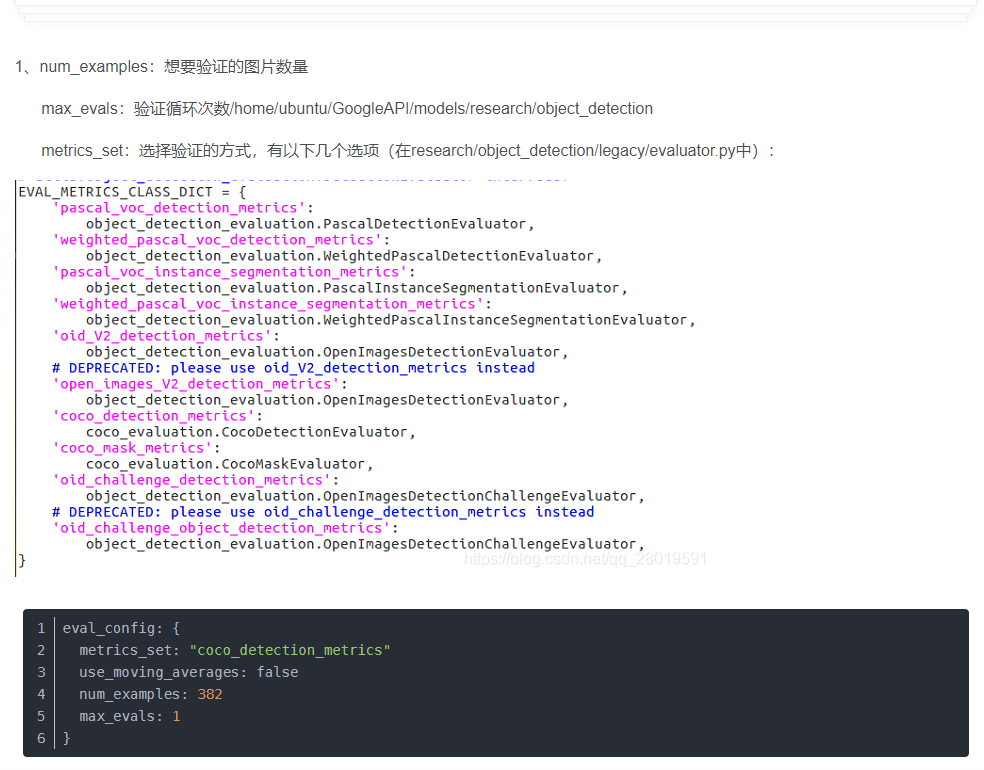 1、num_examples：想要验证的图片数量
max_evals：验证循环次数/home/ubuntu/GoogleAPI/models/research/object_detection
metrics_set：选择验证的方式，有以下几个选项（在research/object_detection/legacy/evaluator.py中）：
EVAL_METRICS_CLASS_DICT = {
    'pascal_voc_detection_metrics':
        object_detection_evaluation.PascalDetectionEvaluator,
    'weighted_pascal_voc_detection_metrics':
        object_detection_evaluation.WeightedPascalDetectionEvaluator,
    'pascal_voc_instance_segmentation_metrics':
        object_detection_evaluation.PascalInstanceSegmentationEvaluator,
    'weighted_pascal_voc_instance_segmentation_metrics':
        object_detection_evaluation.WeightedPascalInstanceSegmentationEvaluator,
    'oid_V2_detection_metrics':
        object_detection_evaluation.OpenImagesDetectionEvaluator,
    # DEPRECATED: please use oid_V2_detection_metrics instead
    'open_images_V2_detection_metrics':
        object_detection_evaluation.OpenImagesDetectionEvaluator,
    'coco_detection_metrics':
        coco_evaluation.CocoDetectionEvaluator,
    'coco_mask_metrics':
        coco_evaluation.CocoMaskEvaluator,
    'oid_challenge_detection_metrics':
        object_detection_evaluation.OpenImagesDetectionChallengeEvaluator,
    # DEPRECATED: please use oid_challenge_detection_metrics instead
    'oid_challenge_object_detection_metrics':
        object_detection_evaluation.OpenImagesDetectionChallengeEvaluator,
}
https://blog.csdn.net/qq_28019591
1 eval_config: {
2   metrics_set: "coco_detection_metrics"
3   use_moving_averages: false
4   num_examples: 382
5   max_evals: 1
6 }